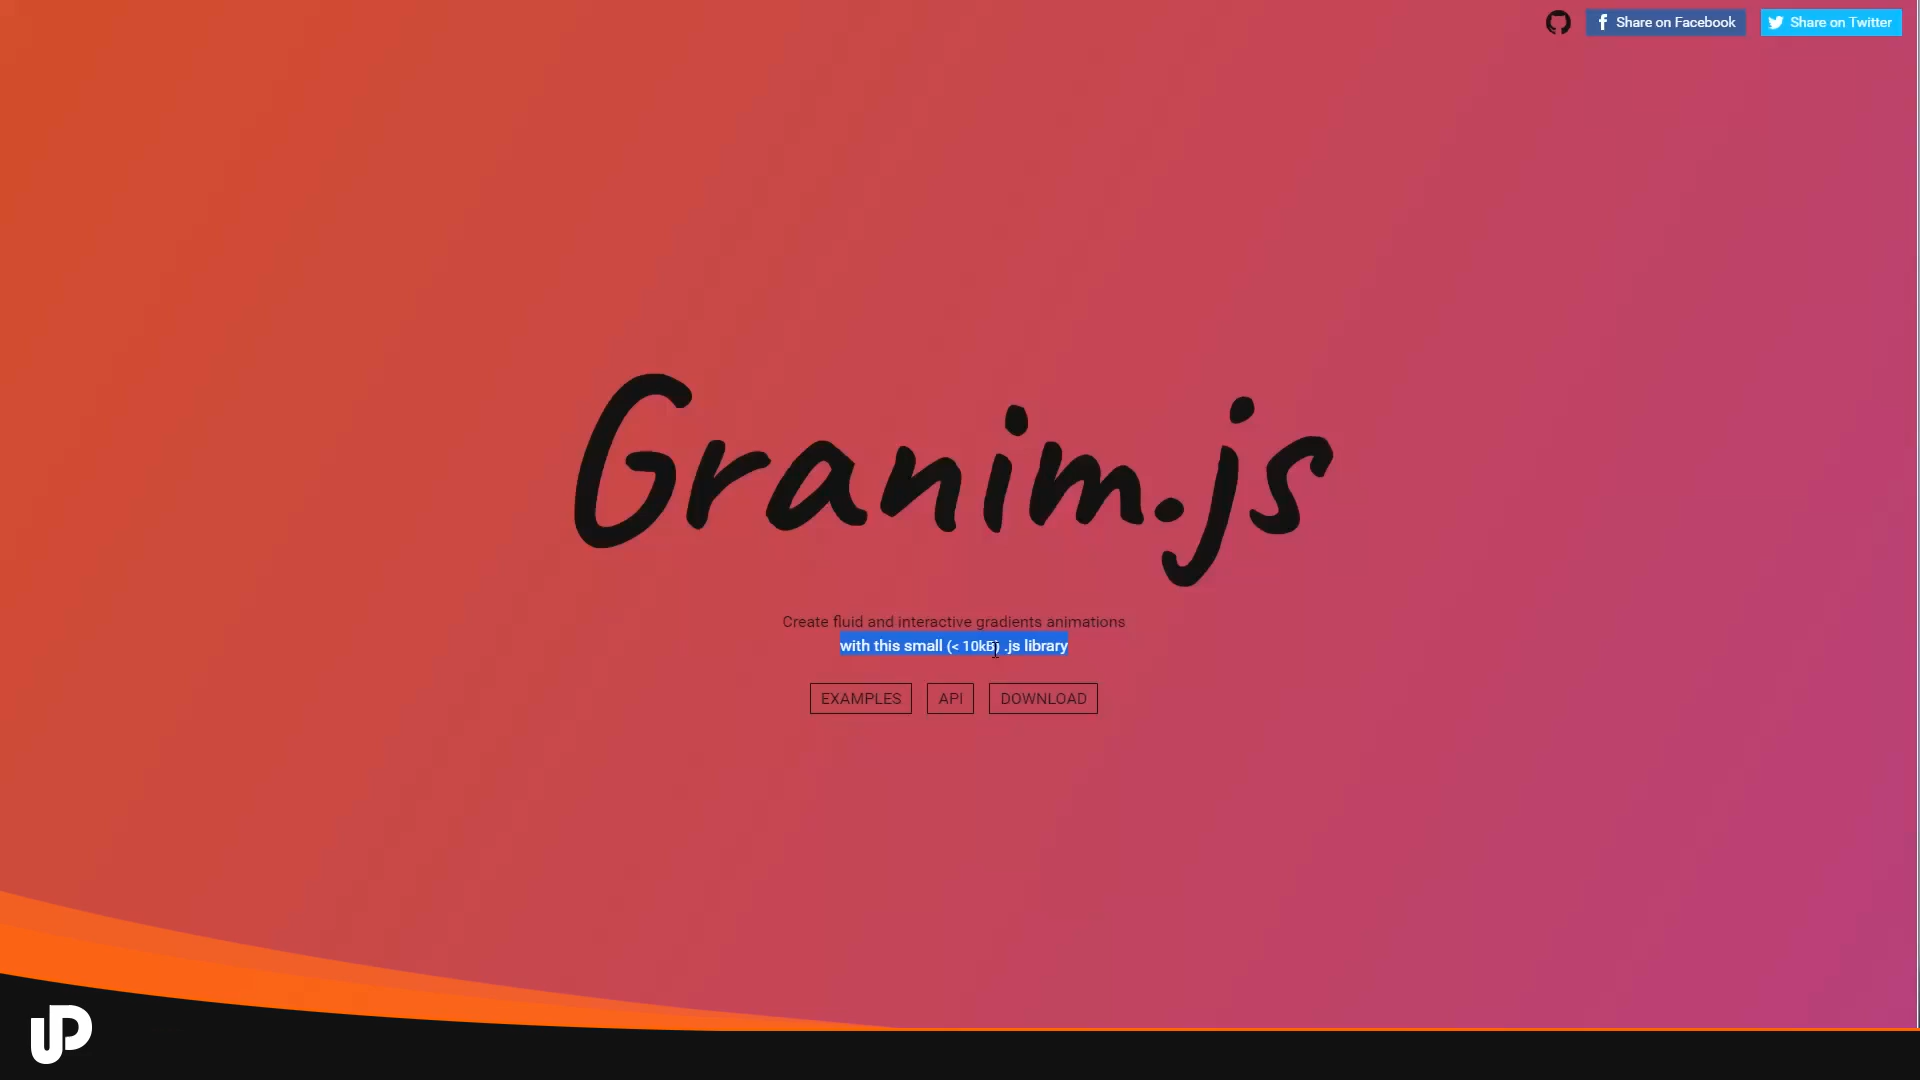 Share on Facebook
Share on Twitter
Granim.js
Create fluid and interactive gradients animations
with this small (< 10kB) .js library
EXAMPLES
API
DOWNLOAD
UP